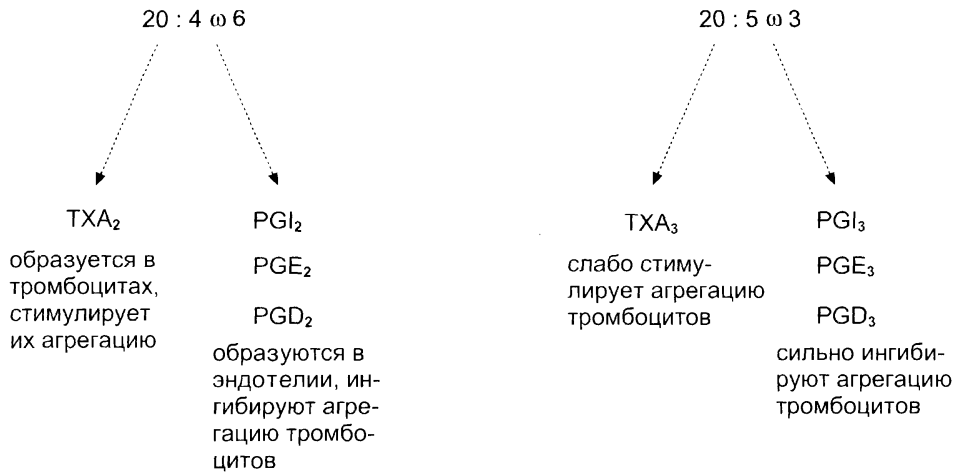 20 : 4 ω 6
TXA₂
образуется в
тромбоцитах,
стимулирует
их агрегацию
PGI₂
PGE₂
PGD₂
образуются в
эндотелии, ин-
гибируют агре-
гацию тромбо-
цитов
20 : 5 ω 3
TXA₃
слабо стиму-
лирует агрегацию
тромбоцитов
PGI₃
PGE₃
PGD₃
сильно ингиби-
руют агрегацию
тромбоцитов